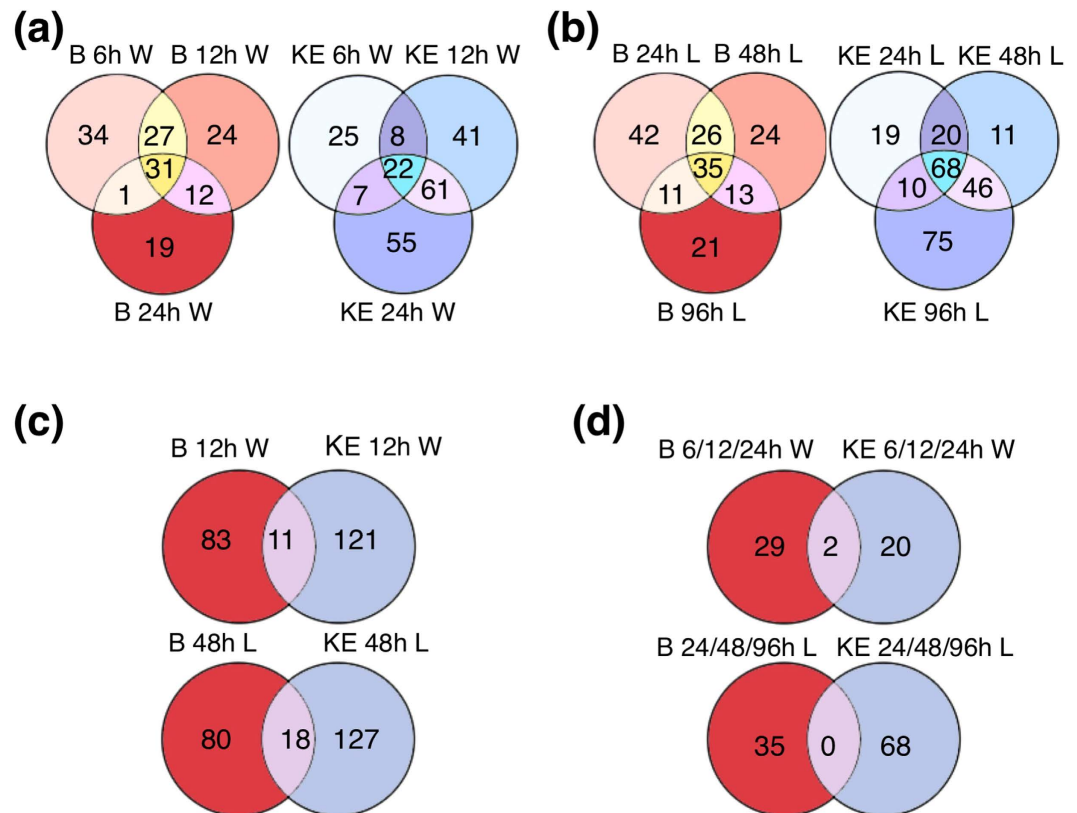 (a)
B 6h W B 12h W
34 27 24
31
1 12
19
B 24h W
KE 6h W KE 12h W
25 8 41
22
7 61
55
KE 24h W
(b)
B 24h L B 48h L
42 26 24
35
11 13
21
B 96h L
KE 24h L KE 48h L
19 20 11
68
10 46
75
KE 96h L
(c)
B 12h W KE 12h W
83 11 121
B 48h L KE 48h L
80 18 127
(d)
B 6/12/24h W KE 6/12/24h W
29 2 20
B 24/48/96h L KE 24/48/96h L
35 0 68